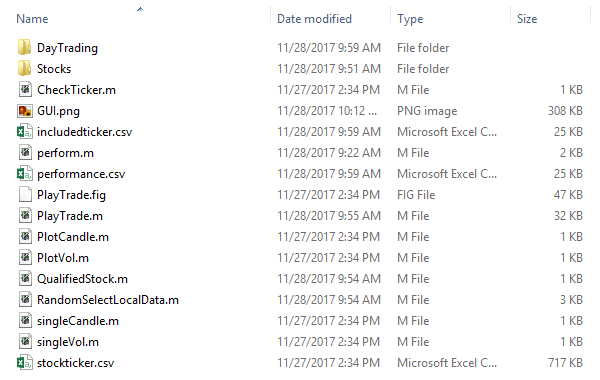 Name Date modified Type Size
DayTrading 11/28/2017 9:59 AM File folder
Stocks 11/28/2017 9:51 AM File folder
CheckTicker.m 11/27/2017 2:34 PM M File 1 KB
GUI.png 11/28/2017 10:12 ... PNG image 308 KB
includedticker.csv 11/28/2017 9:59 AM Microsoft Excel C... 25 KB
perform.m 11/28/2017 9:22 AM M File 2 KB
performance.csv 11/28/2017 9:59 AM Microsoft Excel C... 25 KB
PlayTrade.fig 11/27/2017 2:34 PM FIG File 47 KB
PlayTrade.m 11/28/2017 9:55 AM M File 32 KB
PlotCandle.m 11/27/2017 2:34 PM M File 1 KB
PlotVol.m 11/27/2017 2:34 PM M File 1 KB
QualifiedStock.m 11/28/2017 9:54 AM M File 1 KB
RandomSelectLocalData.m 11/28/2017 9:54 AM M File 3 KB
singleCandle.m 11/27/2017 2:34 PM M File 1 KB
singleVol.m 11/27/2017 2:34 PM M File 1 KB
stockticker.csv 11/27/2017 2:34 PM Microsoft Excel C... 717 KB